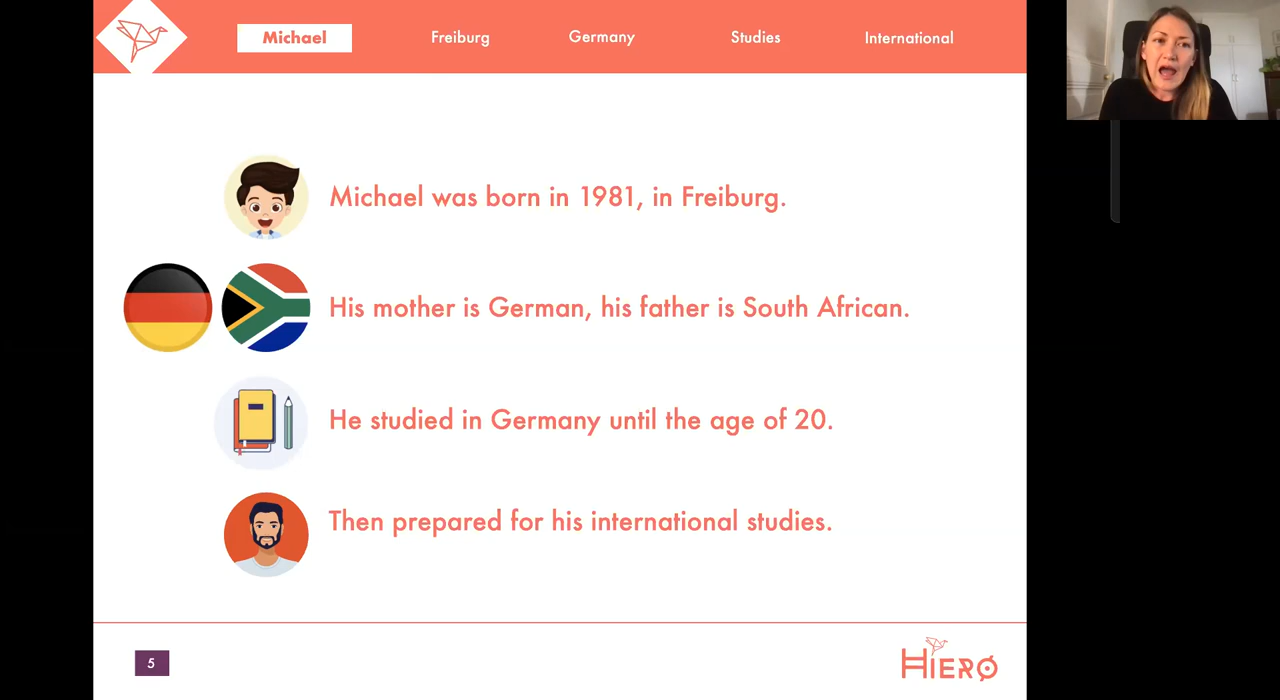 Michael Freiburg Germany Studies International
Michael was born in 1981, in Freiburg.
His mother is German, his father is South African.
He studied in Germany until the age of 20.
Then prepared for his international studies.
5
HIERØ